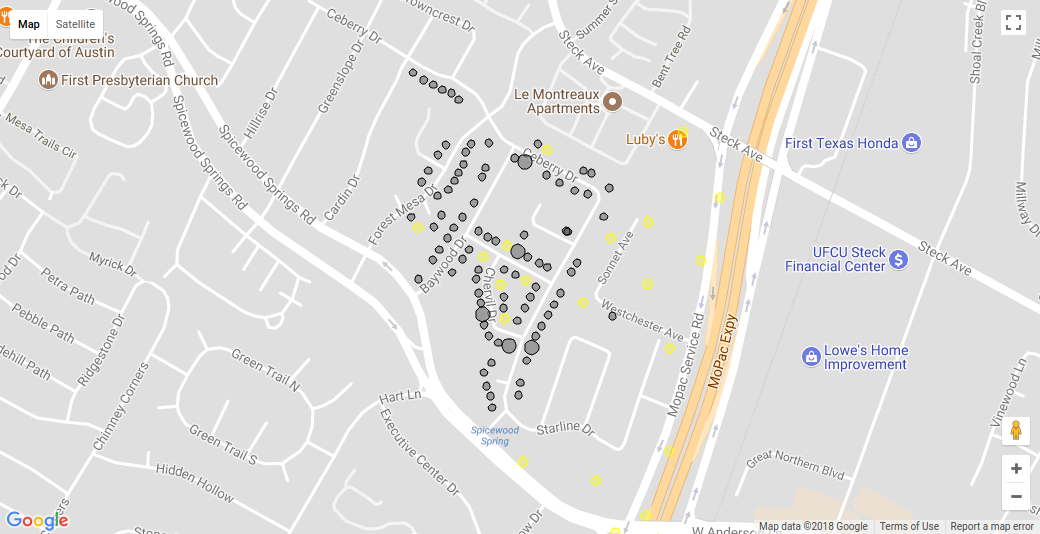 Map
Satellite
The Children's
Courtyard of Austin
First Presbyterian Church
Mesa Trails Cir
Spicewood Springs Rd
Spicewood Springs Rd
Hillrise Dr
Greenslope Dr
Ceberry Dr
Steck Ave
Summer
Bent Tree Rd
Le Montreaux
Apartments
Luby's
Steck Ave
First Texas Honda
Shoal Creek Bl
Millway D
Ceberry Dr
Cardin Dr
Forest Mesa Dr
Baywood Dr
Chervil Dr
Sonnet Ave
Westchester Ave
UFCU Steck
Financial Center
Steck Ave
Myrick Dr
Petra Path
Pebble Path
Ridgestone Dr
Chimney Corners
Green Trail N
Green Trail S
Hidden Hollow
Hart Ln
Executive Center Dr
Spicewood
Spring
Starline Dr
Mopac Service Rd
MoPac Expy
Lowe's Home
Improvement
Vinewood Ln
Great Northern Blvd
W Anderson
Google
Map data ©2018 Google
Terms of Use
Report a map error